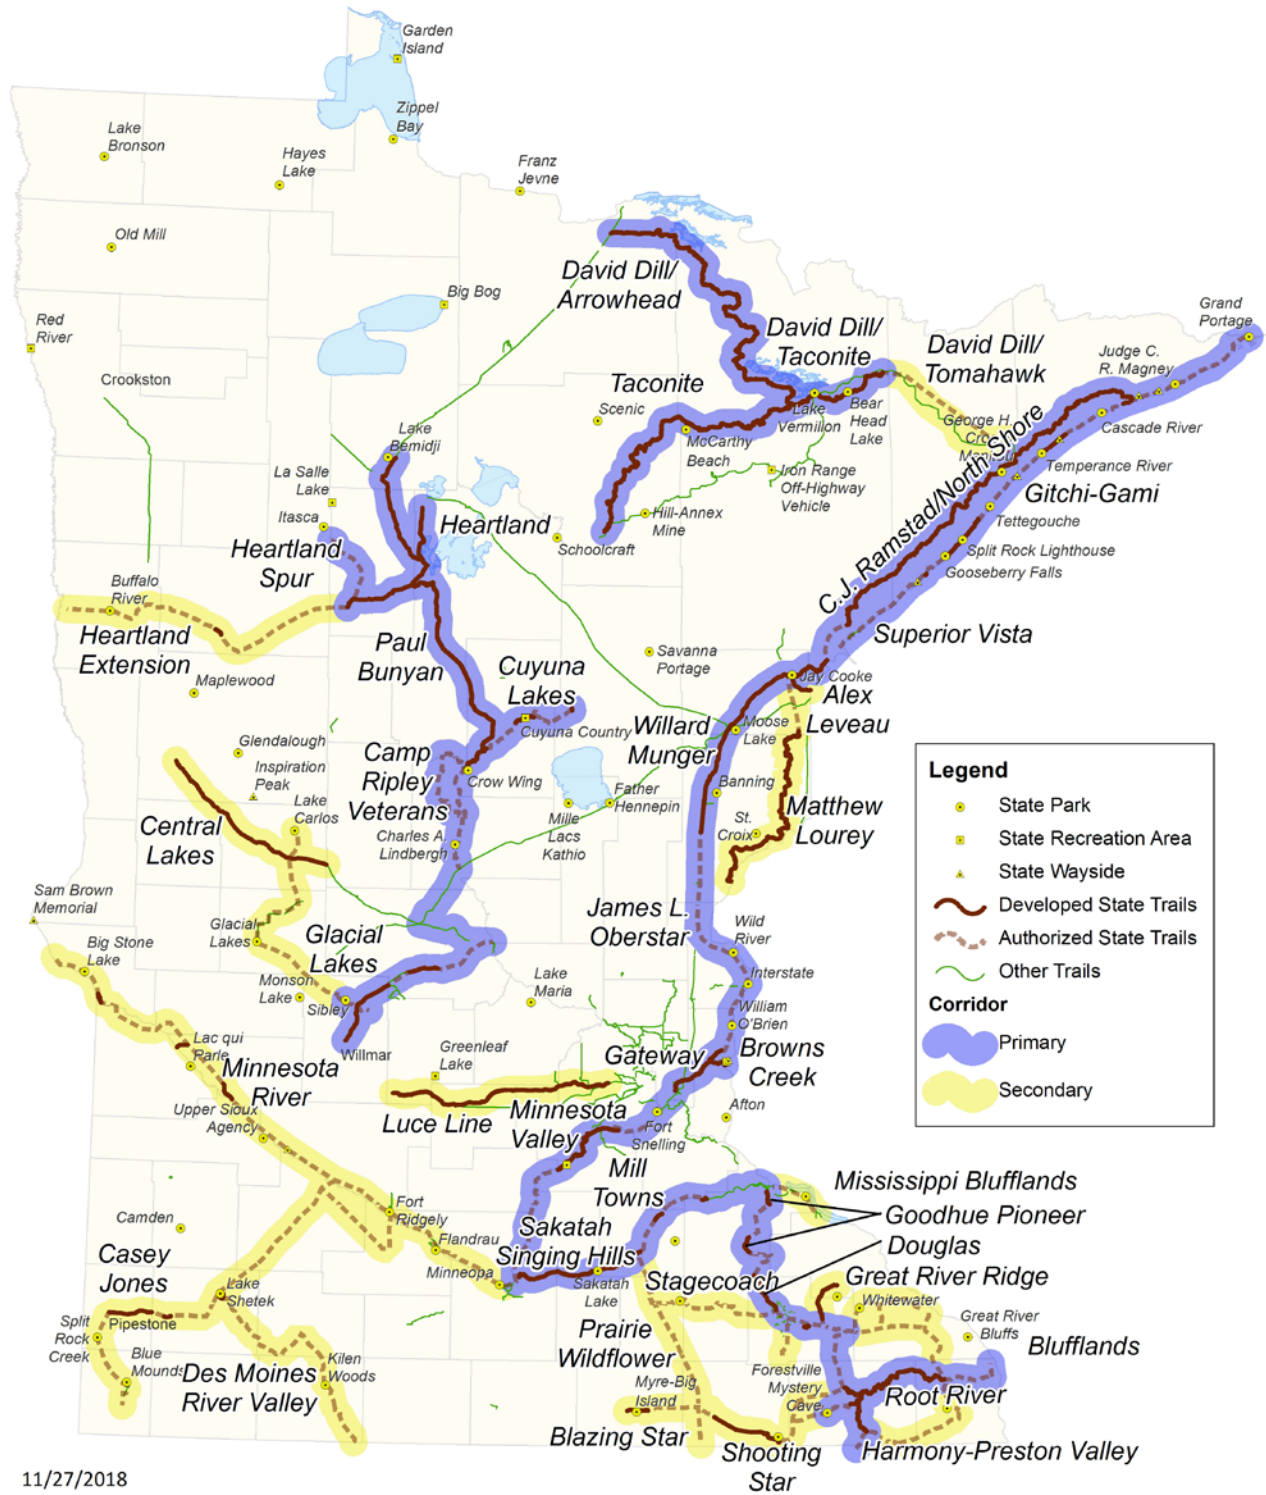 Garden
Island
Zippel
Bay
Lake
Bronson
Hayes
Lake
Franz
Jevne
Old Mill
David Dill/
Arrowhead
Big Bog
Red
River
Grand
Portage
David Dill/
Taconite
David Dill/
Tomahawk
Judge C.
R. Magney
Crookston
Taconite
Scenic
Lake
Vermilion
Bear
Head
Lake
George H.
Cascade River
Lake
Bemidji
McCarthy
Beach
Temperance River
La Salle
Lake
Iron Range
Off-Highway
Vehicle
Gitchi-Gami
Itasca
Heartland
Hill-Annex
Mine
Tettegouche
C.J. Ramstad/North Shore
Heartland
Spur
Schoolcraft
Split Rock Lighthouse
Gooseberry Falls
Buffalo
River
Heartland
Extension
Paul
Bunyan
Superior Vista
Savanna
Portage
Cuyuna
Lakes
Maplewood
Jay Cooke
Alex
Leveau
Cuyuna Country
Willard
Munger
Moose
Lake
Glendalough
Inspiration
Peak
Camp
Ripley
Veterans
Crow Wing
Banning
Father
Hennepin
Lake
Carlos
Mille
Lacs
Kathio
St.
Croix
Matthew
Lourey
Central
Lakes
Charles A.
Lindbergh
Sam Brown
Memorial
James L.
Oberstar
Glacial
Lakes
Glacial
Lakes
Wild
River
Big Stone
Lake
Interstate
Monson
Lake
Sibley
Lake
Maria
William
O'Brien
Lac qui
Parle
Willmar
Greenleaf
Lake
Gateway
Browns
Creek
Minnesota
River
Upper Sioux
Agency
Luce Line
Minnesota
Valley
Afton
Fort
Snelling
Mill
Towns
Mississippi Blufflands
Goodhue Pioneer
Camden
Fort
Ridgely
Sakatah
Singing Hills
Douglas
Flandrau
Casey
Jones
Minneopa
Sakatah
Lake
Stagecoach
Great River Ridge
Lake
Shetek
Whitewater
Split
Rock
Creek
Pipestone
Great River
Bluffs
Prairie
Wildflower
Blufflands
Blue
Mounds
Des Moines
River Valley
Kilen
Woods
Myre-Big
Island
Forestville
Mystery
Cave
Root River
Blazing Star
Shooting
Star
Harmony-Preston Valley
Legend
State Park
State Recreation Area
State Wayside
Developed State Trails
Authorized State Trails
Other Trails
Corridor
Primary
Secondary
11/27/2018